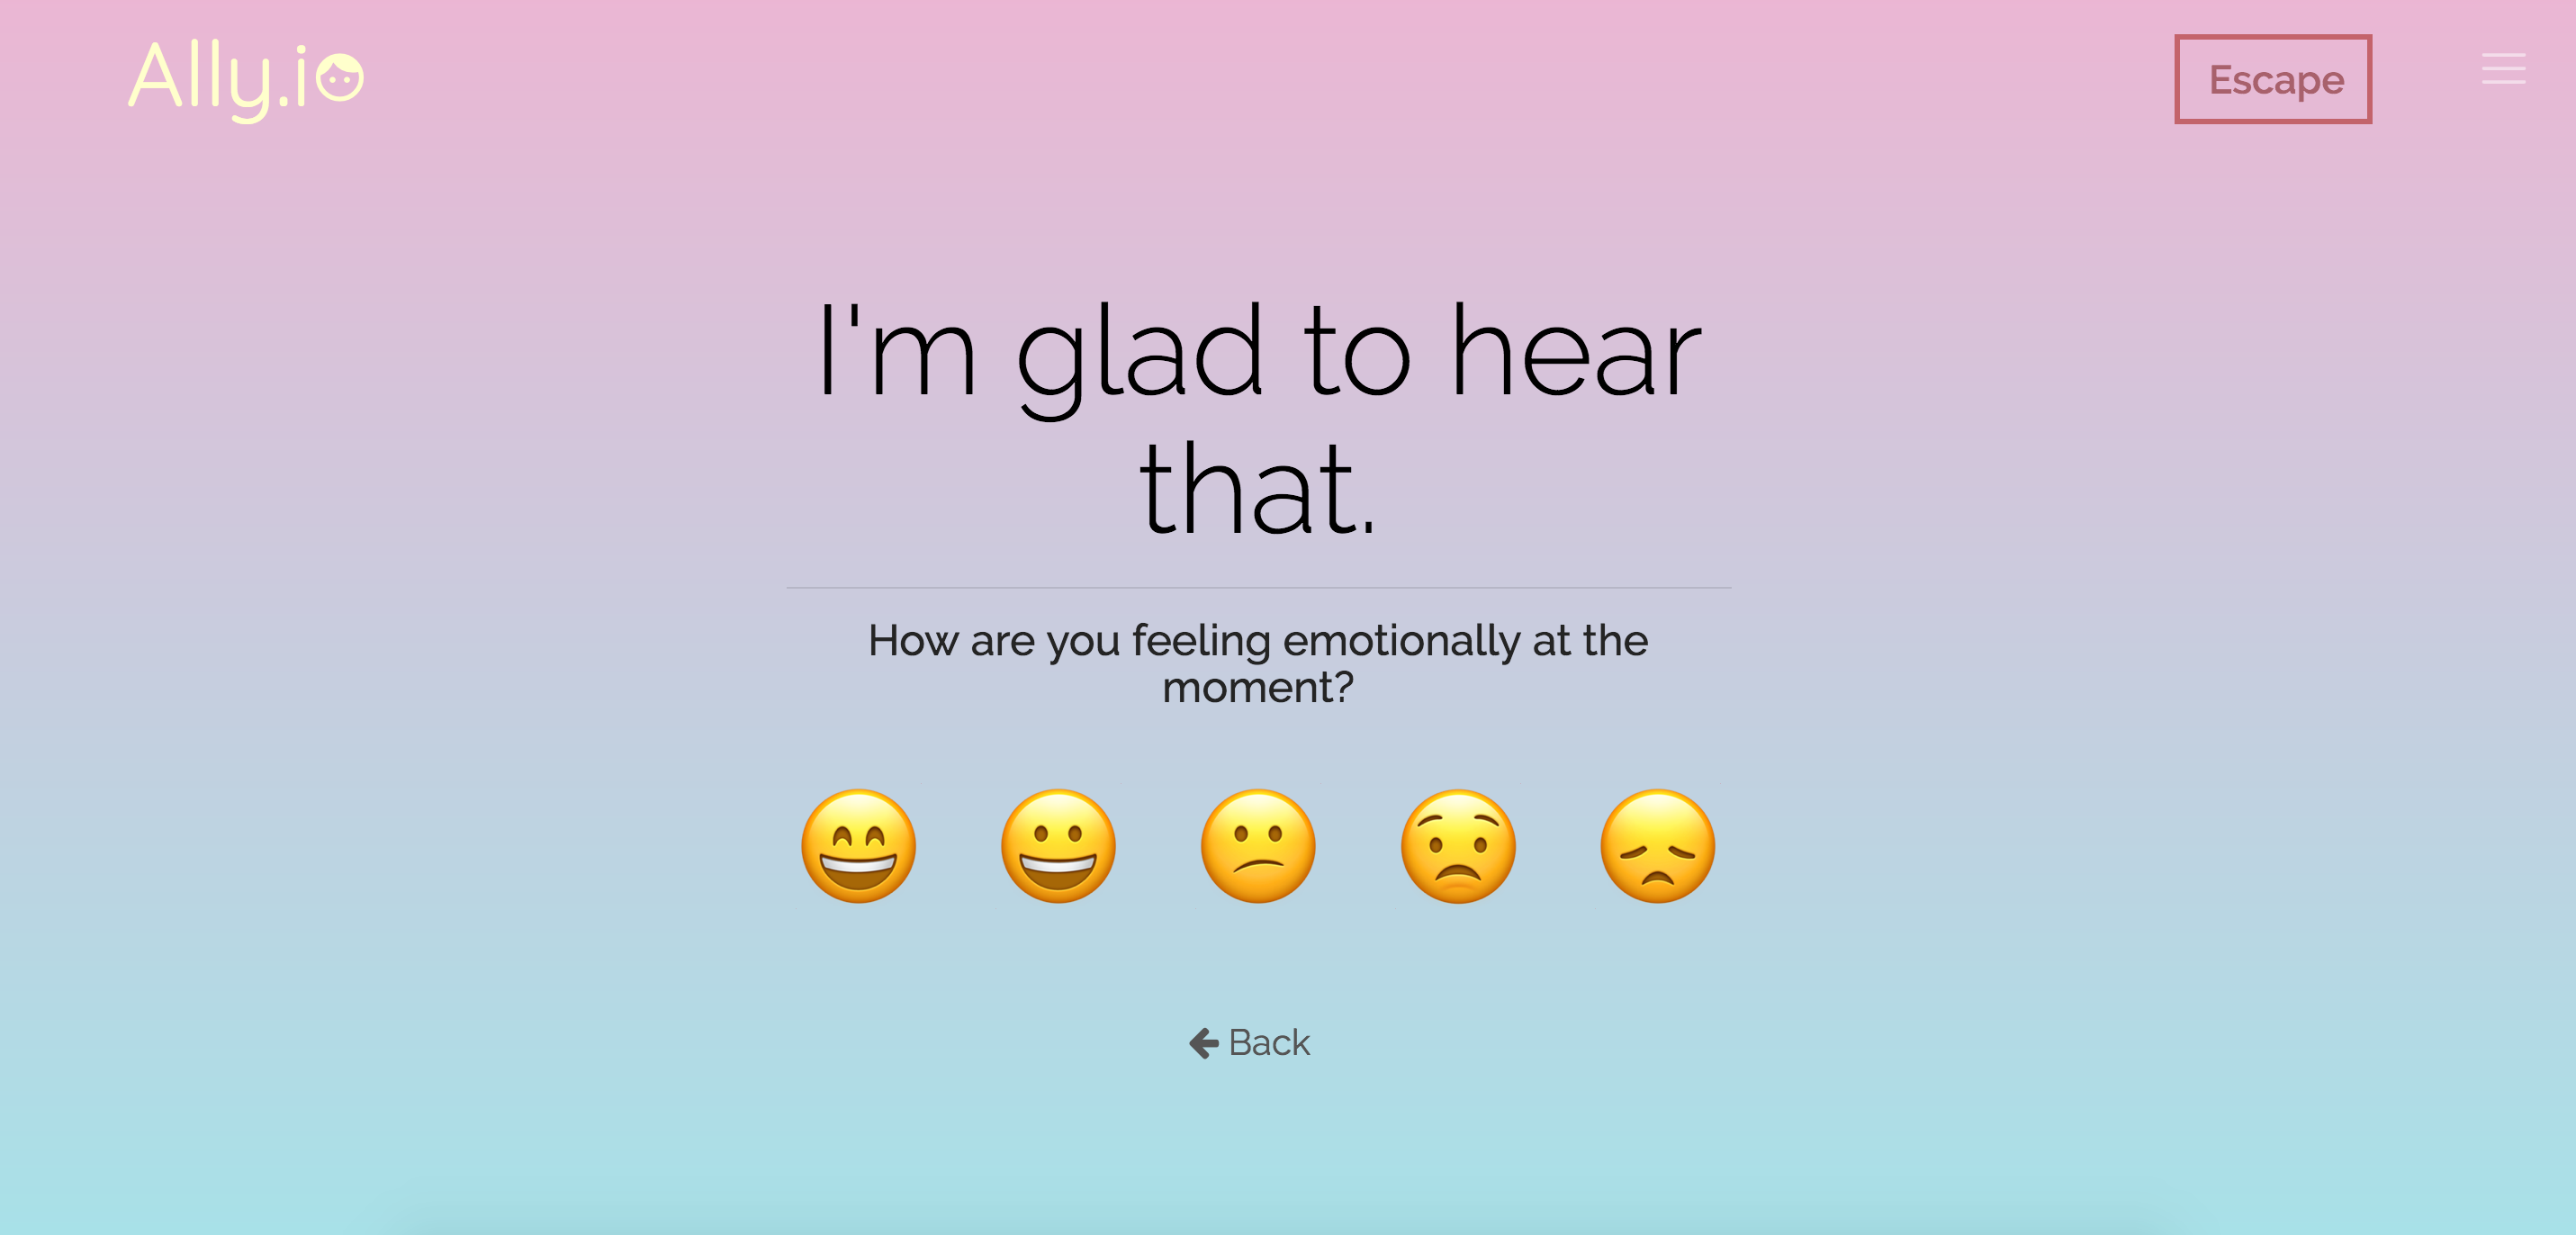 Ally.io
Escape
I'm glad to hear
that.
How are you feeling emotionally at the
moment?
Back